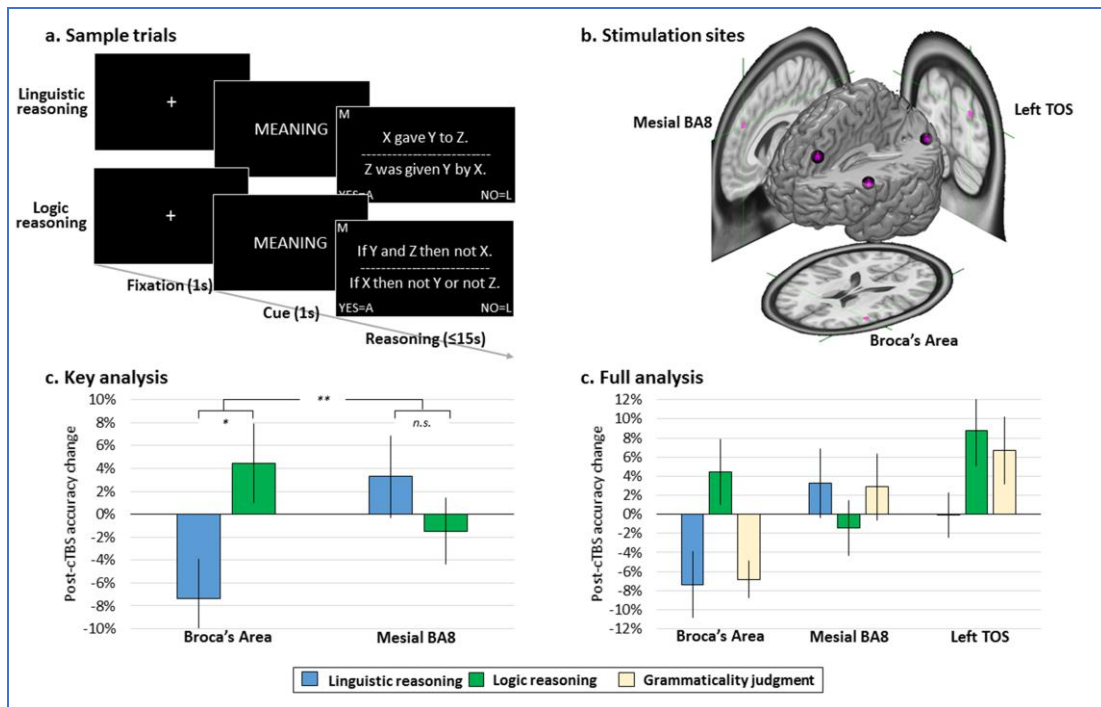 a. Sample trials
Linguistic
reasoning
+
MEANING
M
X gave Y to Z.
Z was given Y by X.
YES=A NO=L
Logic
reasoning
+
MEANING
M
If Y and Z then not X.
If X then not Y or not Z.
YES=A NO=L
Fixation (1s)
Cue (1s)
Reasoning (≤15s)
b. Stimulation sites
Mesial BA8
Left TOS
Broca's Area
c. Key analysis
Post-cTBS accuracy change
10%
8%
6%
4%
2%
0%
-2%
-4%
-6%
-8%
-10%
**
*
n.s.
Broca's Area Mesial BA8
c. Full analysis
Post-cTBS accuracy change
12%
10%
8%
6%
4%
2%
0%
-2%
-4%
-6%
-8%
-10%
-12%
Broca's Area Mesial BA8 Left TOS
Linguistic reasoning Logic reasoning Grammaticality judgment